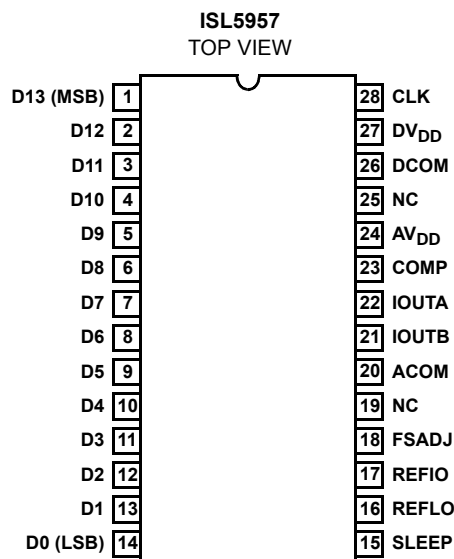 ISL5957
TOP VIEW
D13 (MSB) 1 28 CLK
D12 2 27 DVDD
D11 3 26 DCOM
D10 4 25 NC
D9 5 24 AVDD
D8 6 23 COMP
D7 7 22 IOUTA
D6 8 21 IOUTB
D5 9 20 ACOM
D4 10 19 NC
D3 11 18 FSADJ
D2 12 17 REFIO
D1 13 16 REFLO
D0 (LSB) 14 15 SLEEP